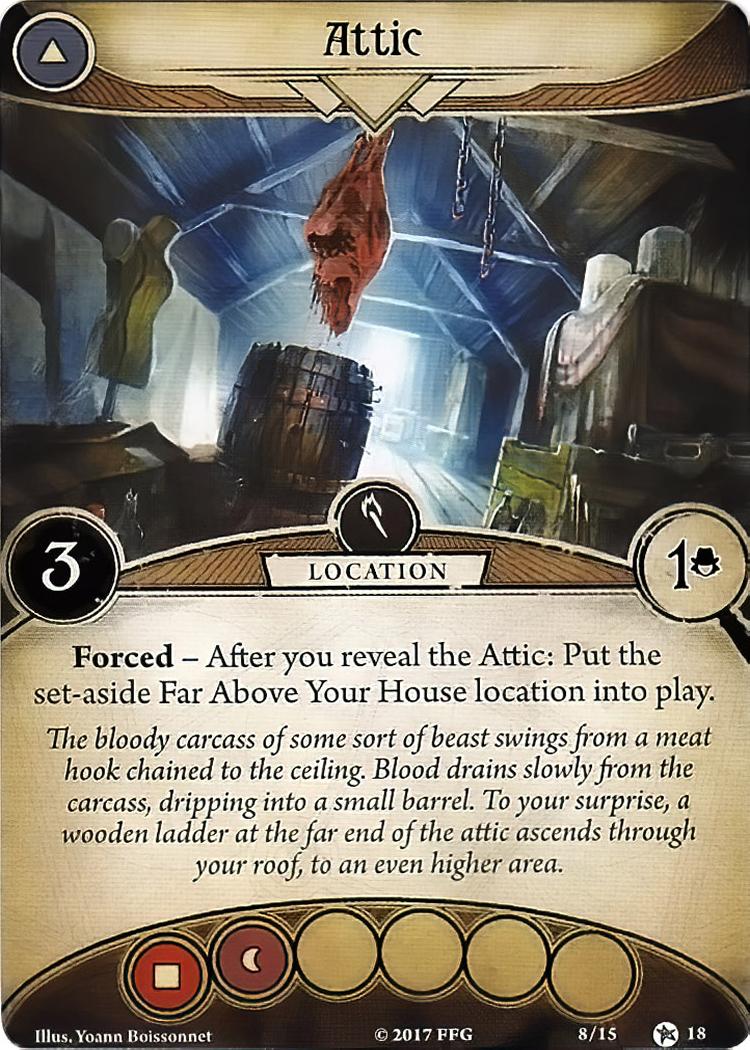 Attic
3
LOCATION
1
Forced – After you reveal the Attic: Put the
set-aside Far Above Your House location into play.
The bloody carcass of some sort of beast swings from a meat
hook chained to the ceiling. Blood drains slowly from the
carcass, dripping into a small barrel. To your surprise, a
wooden ladder at the far end of the attic ascends through
your roof, to an even higher area.
Illus. Yoann Boissonnet © 2017 FFG 8/15 18